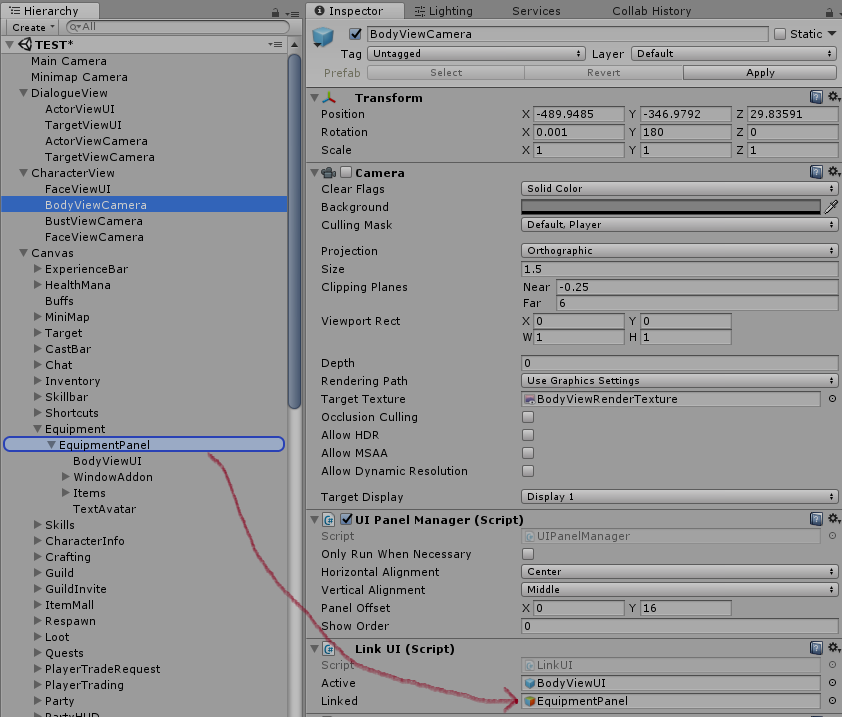 Hierarchy
Create
All
TEST*
Main Camera
Minimap Camera
DialogueView
ActorViewUI
TargetViewUI
ActorViewCamera
TargetViewCamera
CharacterView
FaceViewUI
BodyViewCamera
BustViewCamera
FaceViewCamera
Canvas
ExperienceBar
HealthMana
Buffs
MiniMap
Target
CastBar
Chat
Inventory
Skillbar
Shortcuts
Equipment
EquipmentPanel
BodyViewUI
WindowAddon
Items
TextAvatar
Skills
CharacterInfo
Crafting
Guild
GuildInvite
ItemMall
Respawn
Loot
Quests
PlayerTradeRequest
PlayerTrading
Party
PartyHUD
Inspector Lighting Services Collab History
BodyViewCamera Static
Tag Untagged Layer Default
Prefab Select Revert Apply
Transform
Position X -489.9485 Y -346.9792 Z 29.83591
Rotation X 0.001 Y 180 Z 0
Scale X 1 Y 1 Z 1
Camera
Clear Flags Solid Color
Background
Culling Mask Default, Player
Projection Orthographic
Size 1.5
Clipping Planes Near -0.25
Far 6
Viewport Rect X 0 Y 0
W 1 H 1
Depth 0
Rendering Path Use Graphics Settings
Target Texture BodyViewRenderTexture
Occlusion Culling
Allow HDR
Allow MSAA
Allow Dynamic Resolution
Target Display Display 1
UI Panel Manager (Script)
Script UIPanelManager
Only Run When Necessary
Horizontal Alignment Center
Vertical Alignment Middle
Panel Offset X 0 Y 16
Show Order 0
Link UI (Script)
Script LinkUI
Active BodyViewUI
Linked EquipmentPanel